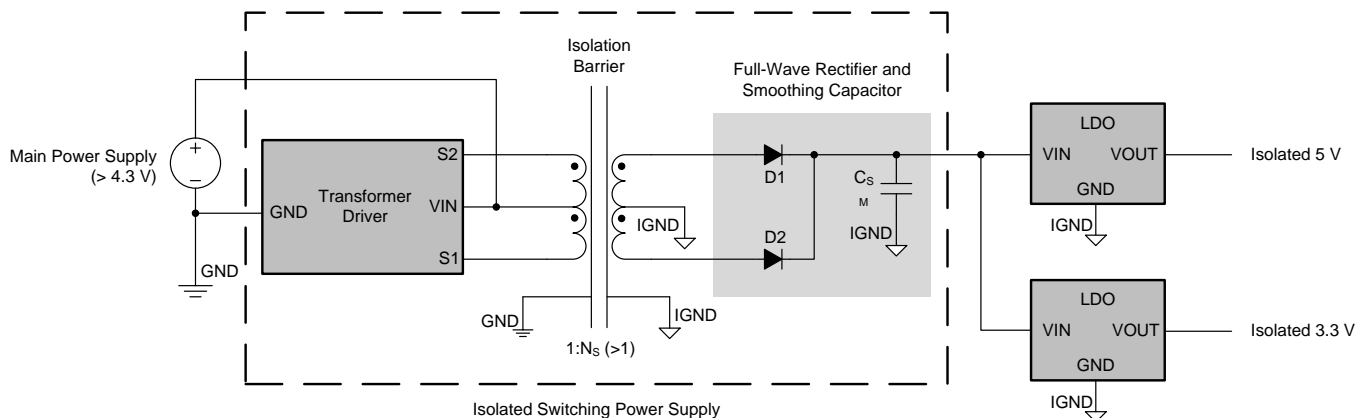 Isolation
Barrier
Full-Wave Rectifier and
Smoothing Capacitor
Main Power Supply
(> 4.3 V)
+
–
GND
GND
Transformer
Driver
S2
VIN
S1
IGND
GND
IGND
1:NS (>1)
D1
D2
CS
M
IGND
LDO
VIN
VOUT
GND
IGND
Isolated 5 V
LDO
VIN
VOUT
GND
IGND
Isolated 3.3 V
Isolated Switching Power Supply